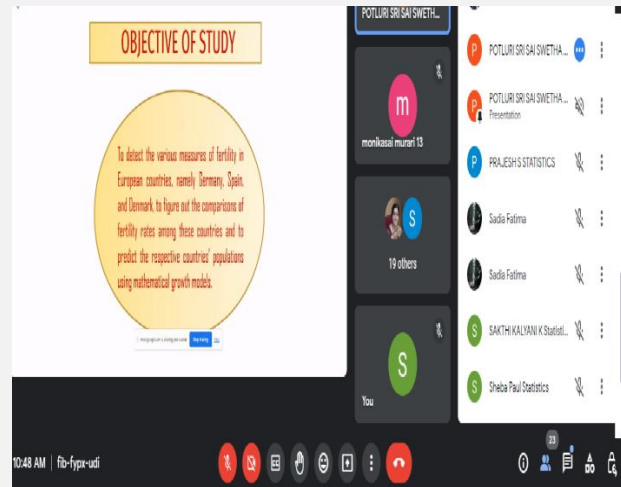 OBJECTIVE OF STUDY
To detect the various measures of fertility in
European countries, namely Germany, Spain,
and Denmark, to figure out the comparisons of
fertility rates among these countries and to
predict the respective countries' populations
using mathematical growth models.
Stop sharing
POTLURI SRI SAI SWETH...
m
monikasai murari 13
S
19 others
S
You
P
POTLURI SRI SAI SWETHA ...
P
POTLURI SRI SAI SWETHA ...
Presentation
P
PRAJESH S STATISTICS
Sadia Fatima
Sadia Fatima
S
SAKTHI KALYANI K Statisti...
S
Sheba Paul Statistics
10:48 AM | fib-fypx-udi
23